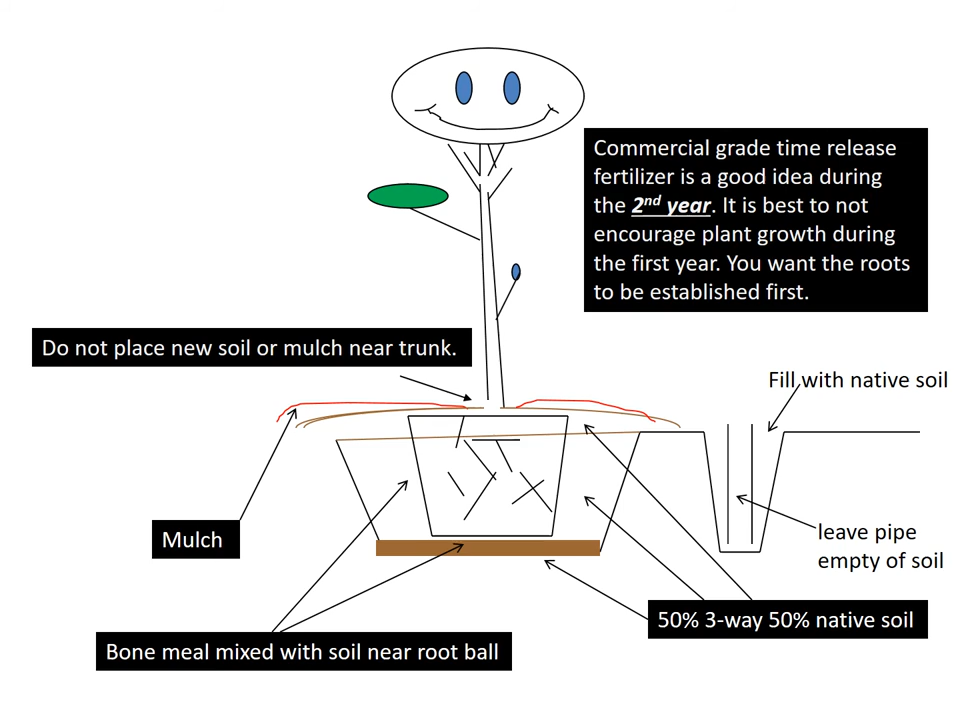 Commercial grade time release
fertilizer is a good idea during
the 2nd year. It is best to not
encourage plant growth during
the first year. You want the roots
to be established first.
Do not place new soil or mulch near trunk.
Fill with native soil
Mulch
leave pipe
empty of soil
50% 3-way 50% native soil
Bone meal mixed with soil near root ball